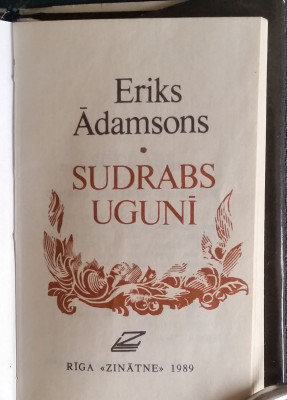 Eriks
Ādamsons
•
SUDRABS
UGUNĪ
RĪGA «ZINĀTNE» 1989